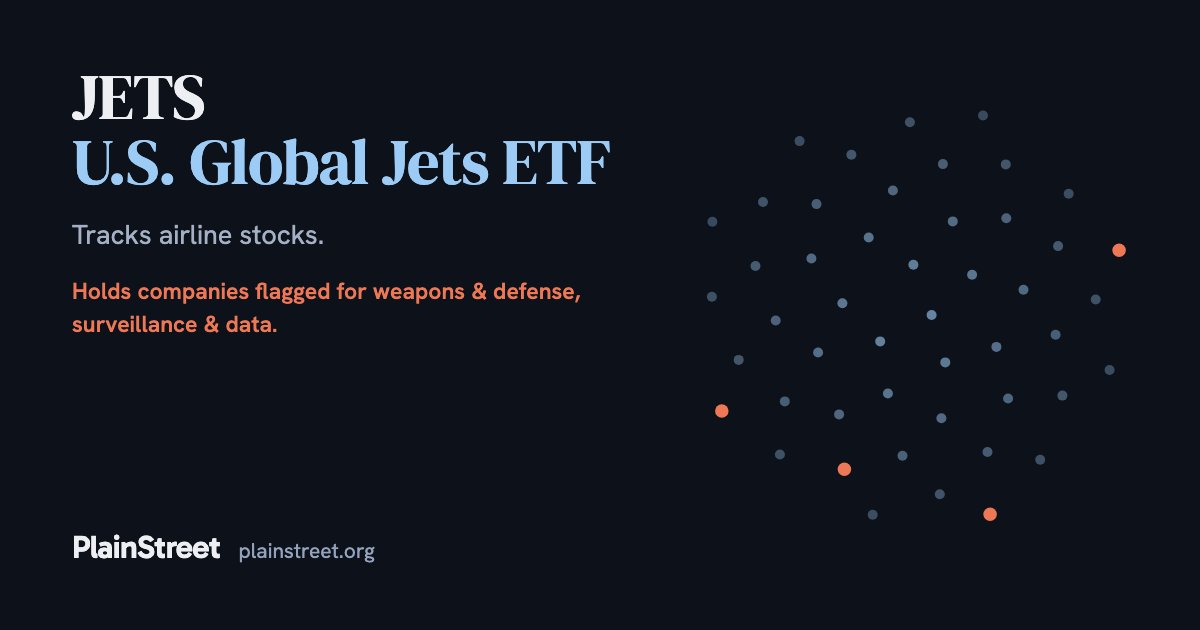 JETS
U.S. Global Jets ETF
Tracks airline stocks.
Holds companies flagged for weapons & defense,
surveillance & data.
PlainStreet plainstreet.org